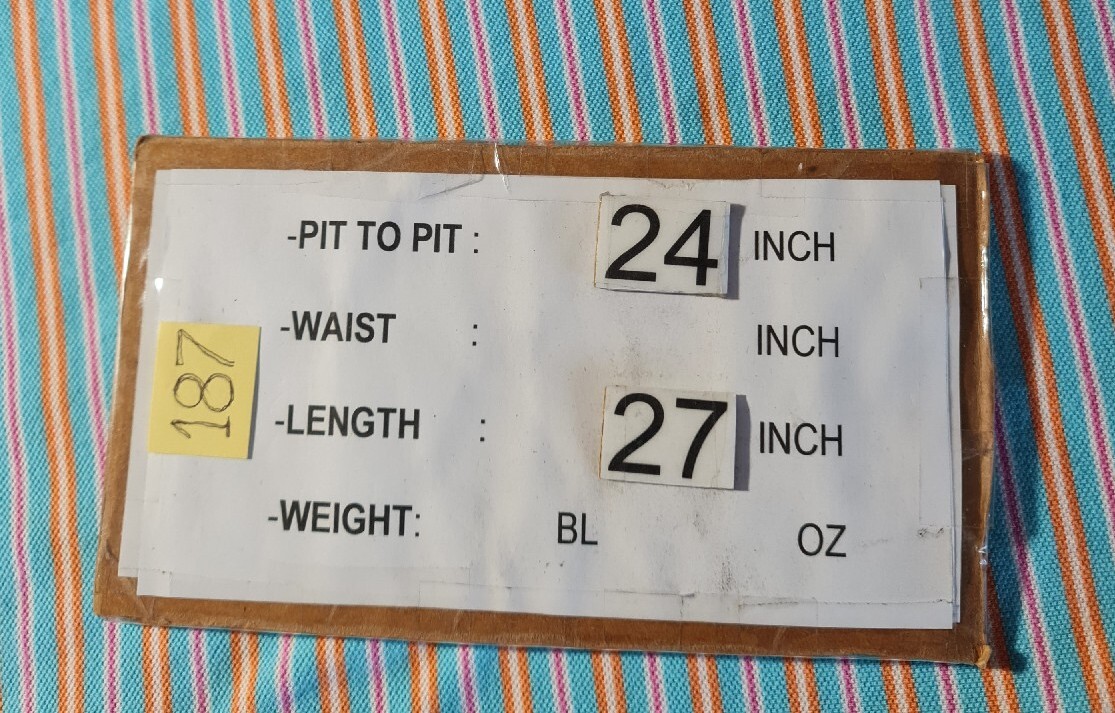 -PIT TO PIT : 24 INCH
-WAIST : INCH
187
-LENGTH : 27 INCH
-WEIGHT: BL OZ